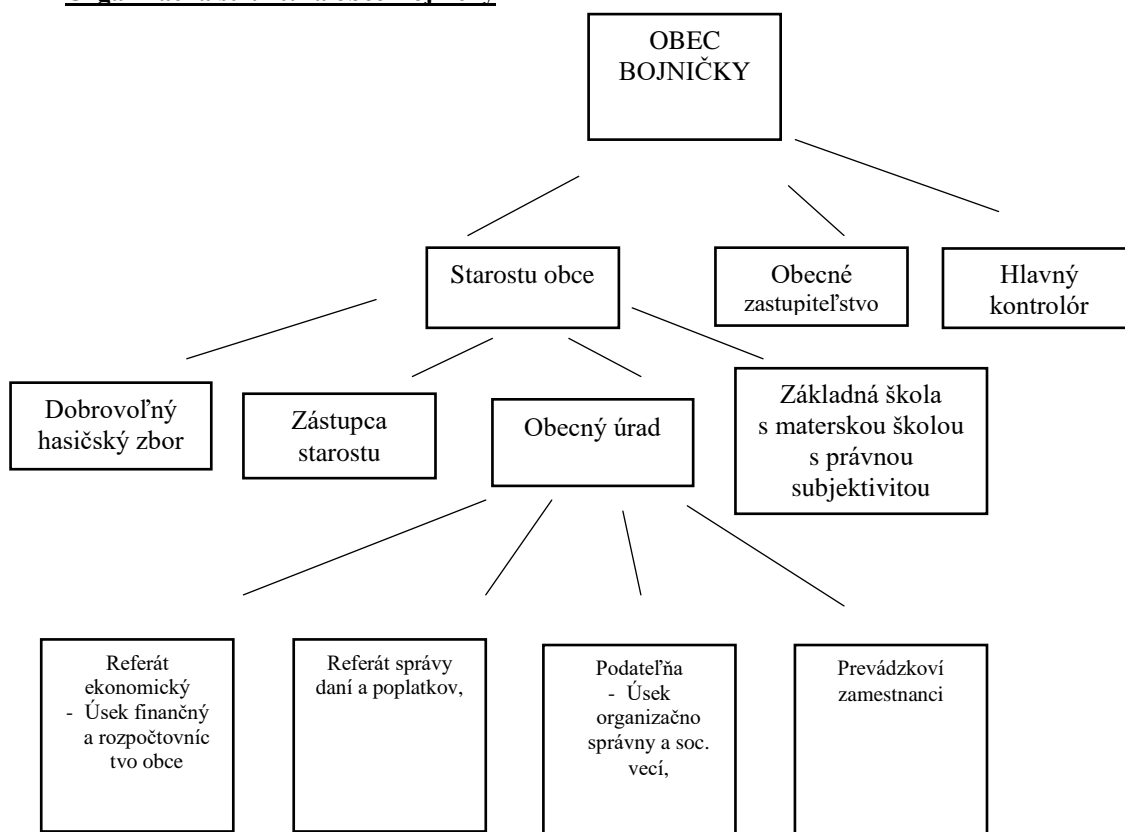 OBEC
BOJNIČKY
Starostu obce
Obecné
zastupiteľstvo
Hlavný
kontrolór
Dobrovoľný
hasičský zbor
Zástupca
starostu
Obecný úrad
Základná škola
s materskou školou
s právnou
subjektivitou
Referát
ekonomický
- Úsek finančný
a rozpočtovníc
tvo obce
Referát správy
daní a poplatkov,
Podateľňa
- Úsek
organizačno
správny a soc.
vecí,
Prevádzkoví
zamestnanci